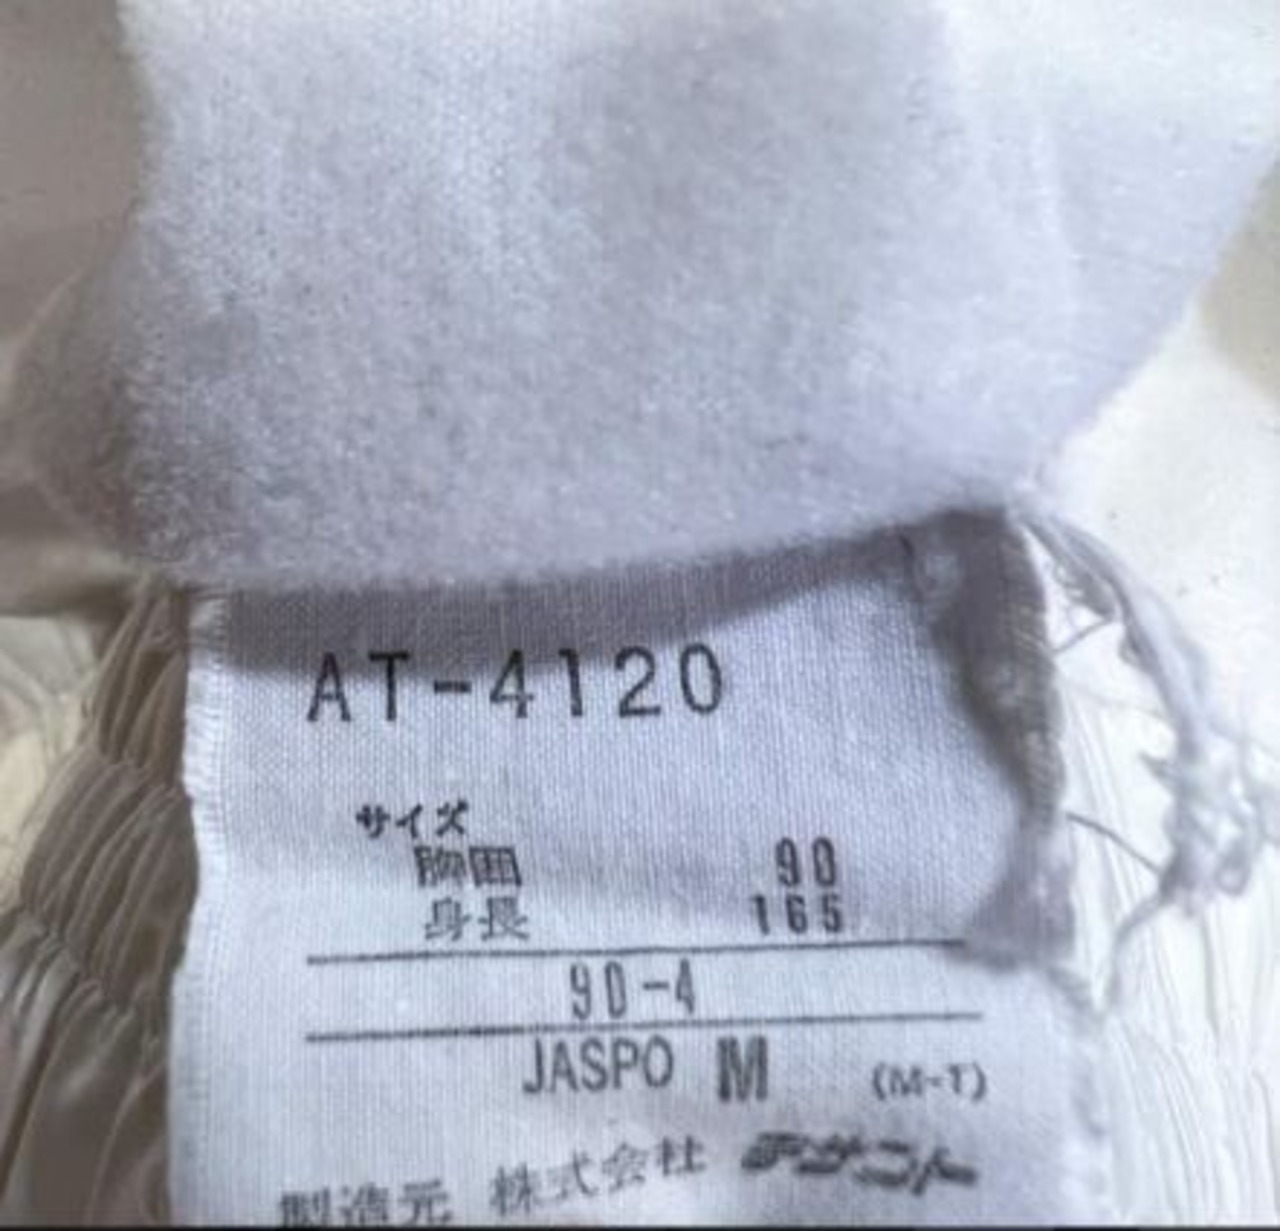 AT-4120
サイズ
胸囲 90
身長 165
90-4
JASPO M (M-T)
製造元 株式会社 デサント